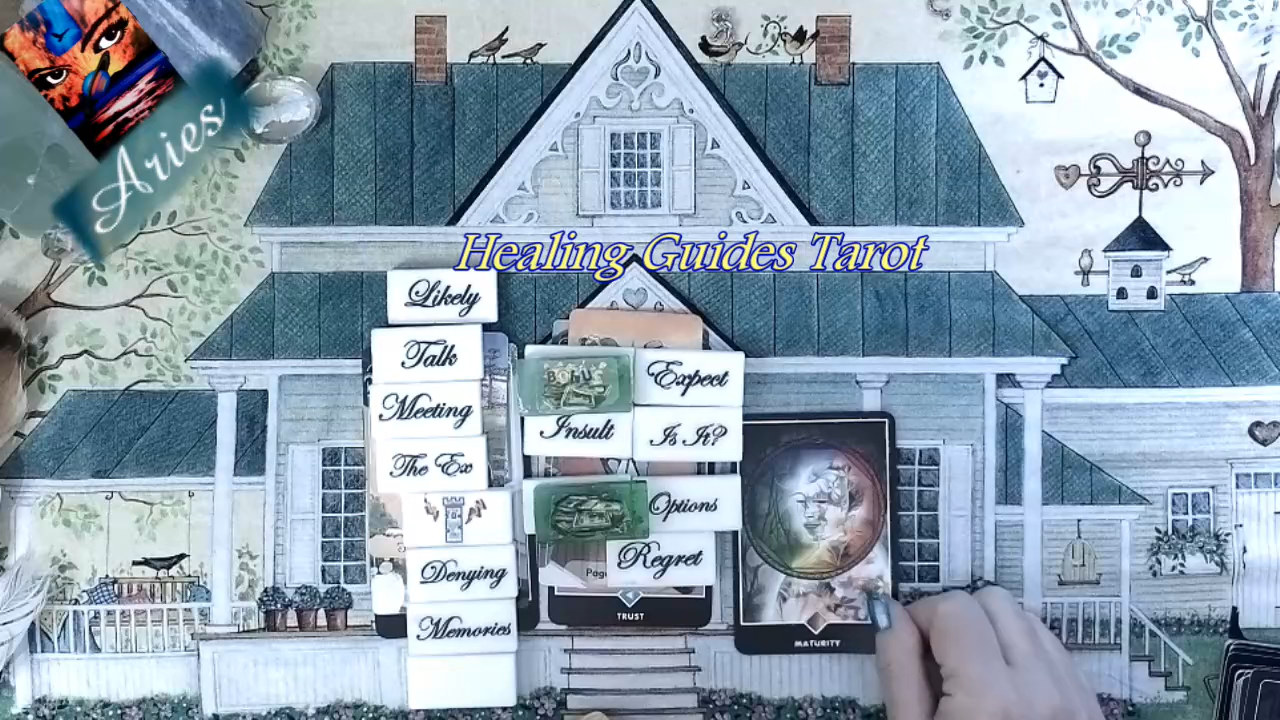 Aries
Healing Guides Tarot
Likely
Talk
Meeting
The Ex
Denying
Memories
Expect
Insult
Is It?
Options
Regret
Page
TRUST
MATURITY